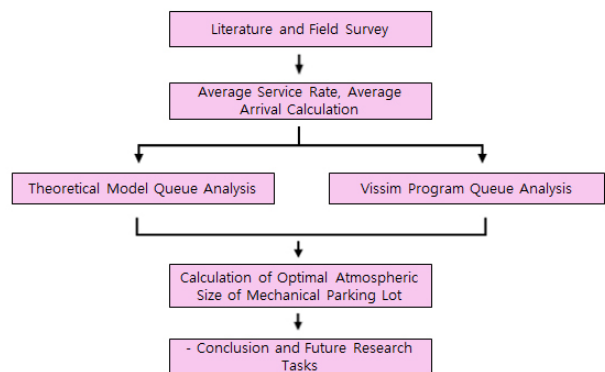 Literature and Field Survey
Average Service Rate, Average
Arrival Calculation
Theoretical Model Queue Analysis
Vissim Program Queue Analysis
Calculation of Optimal Atmospheric
Size of Mechanical Parking Lot
- Conclusion and Future Research
Tasks